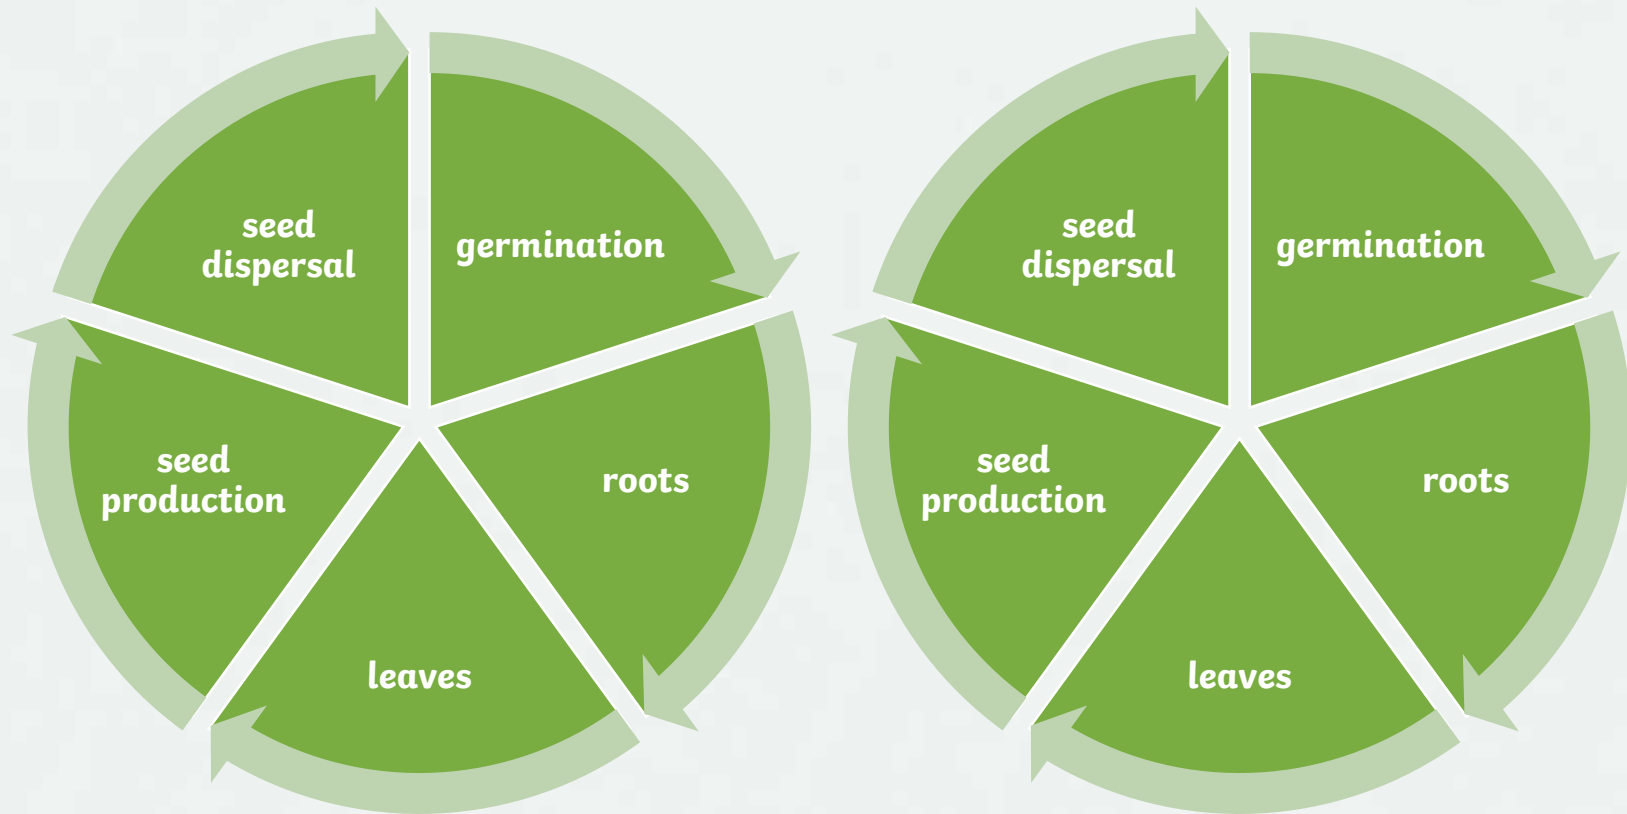 seed
dispersal
germination
roots
leaves
seed
production
seed
dispersal
germination
roots
leaves
seed
production